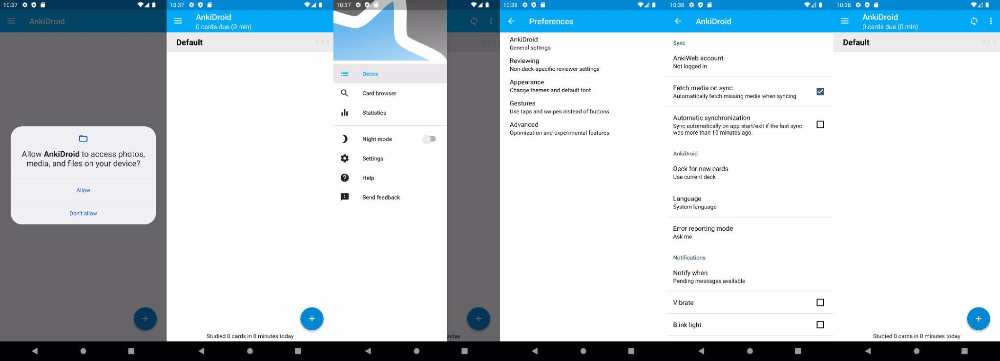 10:37
AnkiDroid
Allow AnkiDroid to access photos,
media, and files on your device?
Allow
Don't allow
10:37
AnkiDroid
0 cards due (0 min)
Default
0 0 0
Studied 0 cards in 0 minutes today
10:37
Decks
Card browser
Statistics
Night mode
Settings
Help
Send feedback
0 0 0
today
10:38
Preferences
AnkiDroid
General settings
Reviewing
Non-deck-specific reviewer settings
Appearance
Change themes and default font
Gestures
Use taps and swipes instead of buttons
Advanced
Optimization and experimental features
10:38
AnkiDroid
Sync
AnkiWeb account
Not logged in
Fetch media on sync
Automatically fetch missing media when syncing
Automatic synchronization
Sync automatically on app start/exit if the last sync
was more than 10 minutes ago.
AnkiDroid
Deck for new cards
Use current deck
Language
System language
Error reporting mode
Ask me
Notifications
Notify when
Pending messages available
Vibrate
Blink light
10:38
AnkiDroid
0 cards due (0 min)
Default
0 0 0
Studied 0 cards in 0 minutes today